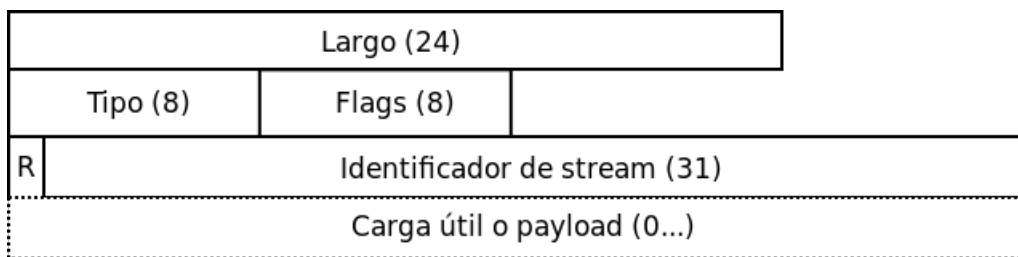 Largo (24)
Tipo (8) Flags (8)
R Identificador de stream (31)
Carga útil o payload (0...)